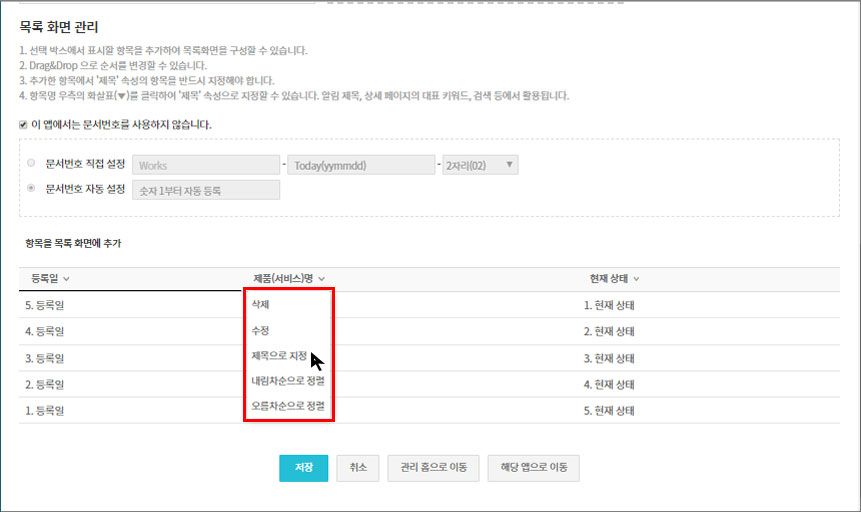 목록 화면 관리
1. 선택 박스에서 표시할 항목을 추가하여 목록화면을 구성할 수 있습니다.
2. Drag&Drop 으로 순서를 변경할 수 있습니다.
3. 추가한 항목에서 '제목' 속성의 항목을 반드시 지정해야 합니다.
4. 항목명 우측의 화살표(▼)를 클릭하여 '제목' 속성으로 지정할 수 있습니다. 알림 제목, 상세 페이지의 대표 키워드, 검색 등에서 활용됩니다.
이 앱에서는 문서번호를 사용하지 않습니다.
문서번호 직접 설정 Works - Today(yymmdd) - 2자리(02) ▼
문서번호 자동 설정 숫자 1부터 자동 등록
항목을 목록 화면에 추가
등록일 제품(서비스)명 현재 상태
5. 등록일 삭제 1. 현재 상태
4. 등록일 수정 2. 현재 상태
3. 등록일 제목으로 지정 3. 현재 상태
2. 등록일 내림차순으로 정렬 4. 현재 상태
1. 등록일 오름차순으로 정렬 5. 현재 상태
저장 취소 관리 홈으로 이동 해당 앱으로 이동